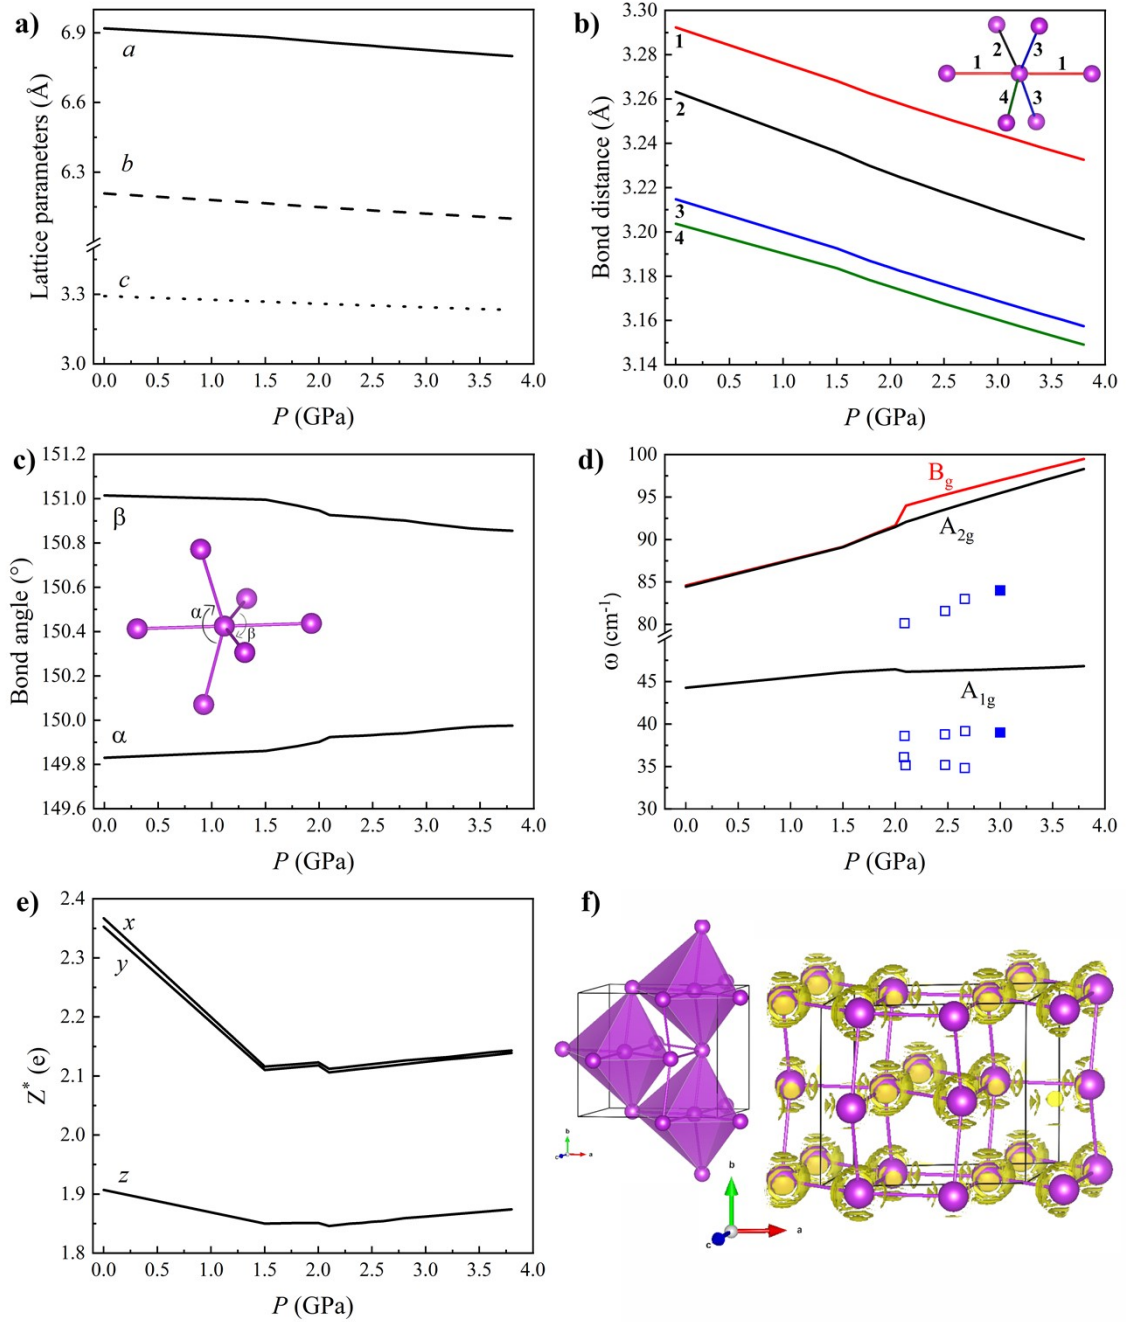 a)
6.9
6.6
6.3
3.3
3.0
Lattice parameters (Å)
a
b
c
0.0 0.5 1.0 1.5 2.0 2.5 3.0 3.5 4.0
P (GPa)
b)
3.30
3.28
3.26
3.24
3.22
3.20
3.18
3.16
3.14
Bond distance (Å)
1
2
3
4
2 3
1 1
4 3
0.0 0.5 1.0 1.5 2.0 2.5 3.0 3.5 4.0
P (GPa)
c)
151.2
151.0
150.8
150.6
150.4
150.2
150.0
149.8
149.6
Bond angle (°)
β
α
β
α
0.0 0.5 1.0 1.5 2.0 2.5 3.0 3.5 4.0
P (GPa)
d)
100
95
90
85
80
45
40
35
30
ω (cm-1)
Bg
A2g
A1g
0.0 0.5 1.0 1.5 2.0 2.5 3.0 3.5 4.0
P (GPa)
e)
2.4
2.3
2.2
2.1
2.0
1.9
1.8
Z* (e)
x
y
z
0.0 0.5 1.0 1.5 2.0 2.5 3.0 3.5 4.0
P (GPa)
f)
b
c a
b
c a